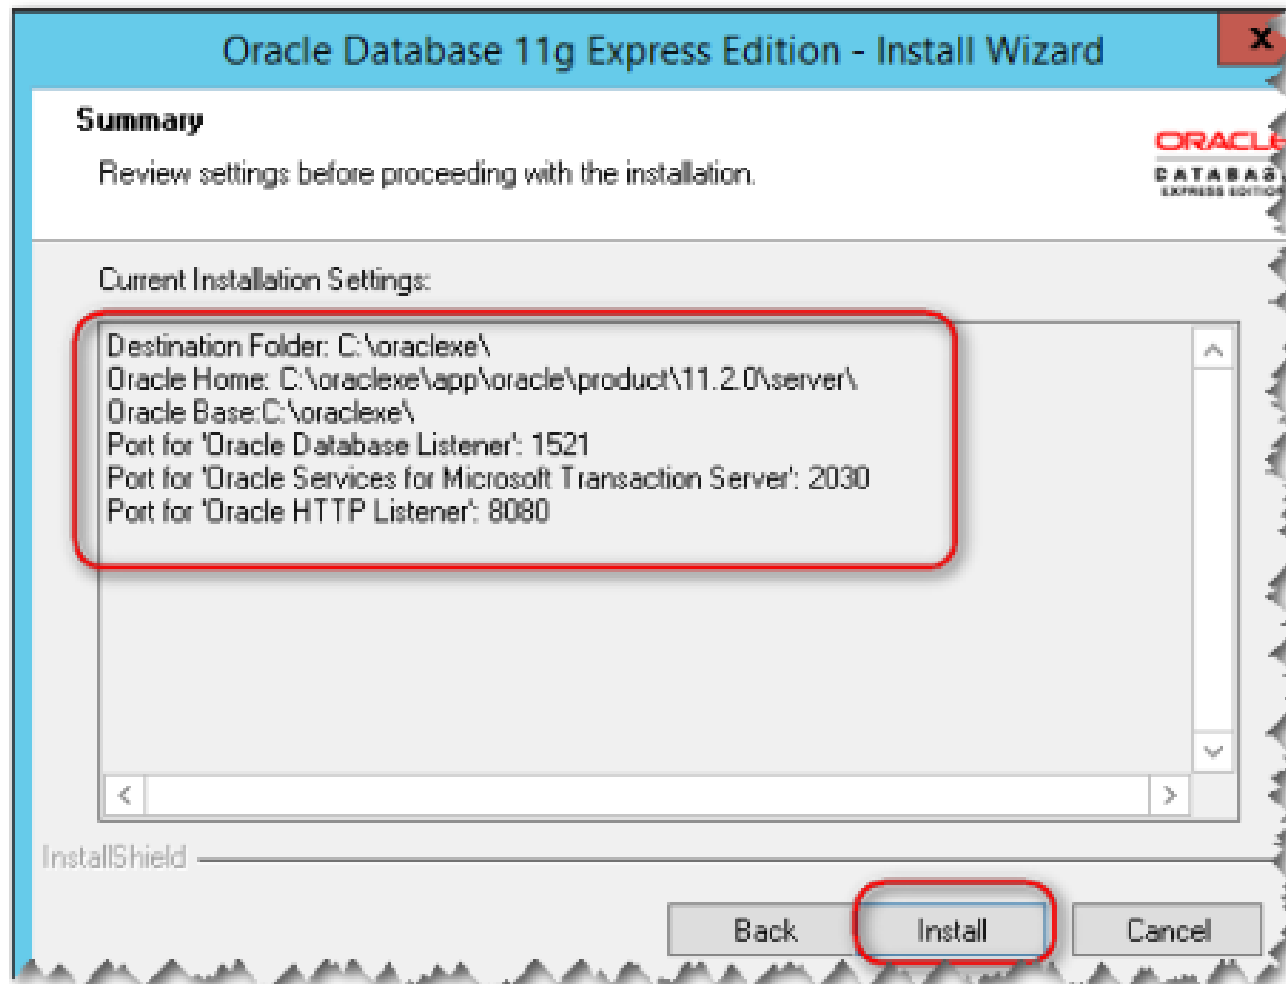 Oracle Database 11g Express Edition - Install Wizard
x
Summary
Review settings before proceeding with the installation.
ORACLE
DATABAS
EXPRESS EDITION
Current Installation Settings:
Destination Folder: C:\oraclexe\
Oracle Home: C:\oraclexe\app\oracle\product\11.2.0\server\
Oracle Base:C:\oraclexe\
Port for 'Oracle Database Listener': 1521
Port for 'Oracle Services for Microsoft Transaction Server': 2030
Port for 'Oracle HTTP Listener': 8080
InstallShield
Back Install Cancel